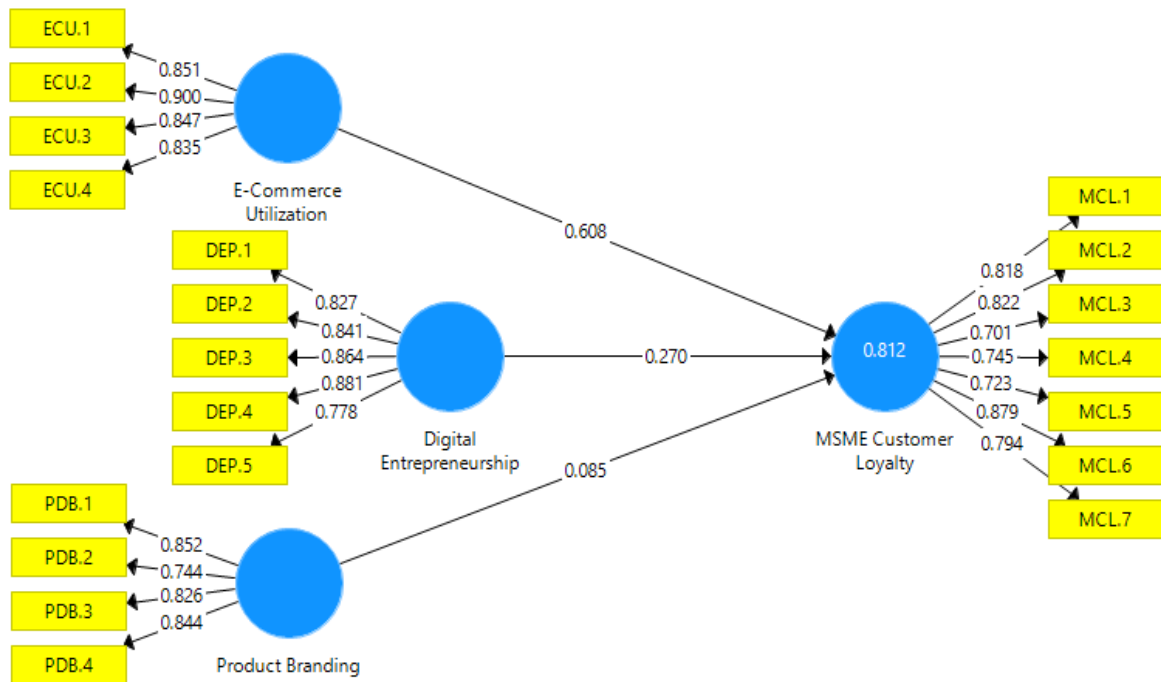 ECU.1
ECU.2
ECU.3
ECU.4
0.851
0.900
0.847
0.835
E-Commerce
Utilization
0.608
DEP.1
DEP.2
DEP.3
DEP.4
DEP.5
0.827
0.841
0.864
0.881
0.778
Digital
Entrepreneurship
0.270
PDB.1
PDB.2
PDB.3
PDB.4
0.852
0.744
0.826
0.844
Product Branding
0.085
0.812
MSME Customer
Loyalty
0.818
0.822
0.701
0.745
0.723
0.879
0.794
MCL.1
MCL.2
MCL.3
MCL.4
MCL.5
MCL.6
MCL.7